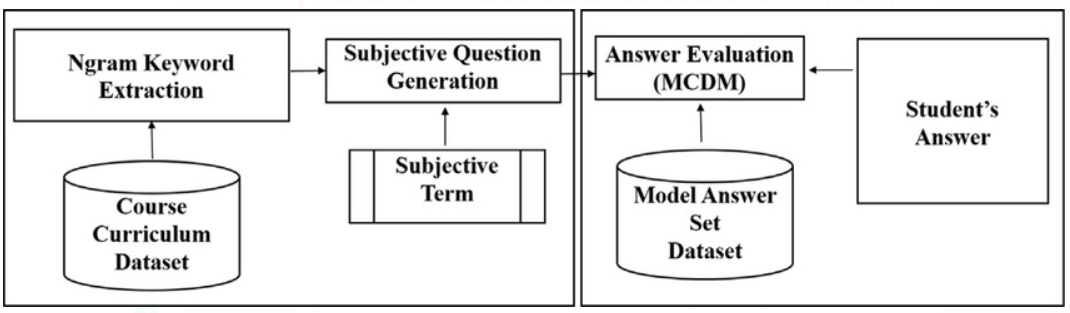 Ngram Keyword
Extraction
Subjective Question
Generation
Answer Evaluation
(MCDM)
Student's
Answer
Course
Curriculum
Dataset
Subjective
Term
Model Answer
Set
Dataset